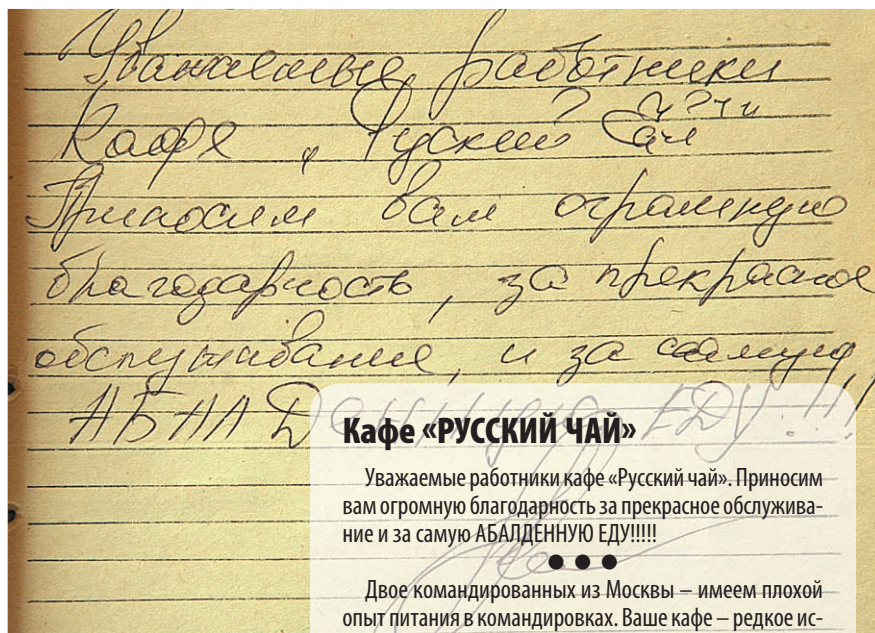 Уважаемые работники
Кафе „Руский Чай“
Приносим вам огромную
благодарность, за прекрасное
обслуживание, и за самую
АБАЛДЕННУЮ ЕДУ!!!
Кафе «РУССКИЙ ЧАЙ»
Уважаемые работники кафе «Русский чай». Приносим
вам огромную благодарность за прекрасное обслужива-
ние и за самую АБАЛДЕННУЮ ЕДУ!!!!!
● ● ●
Двое командированных из Москвы – имеем плохой
опыт питания в командировках. Ваше кафе – редкое ис-